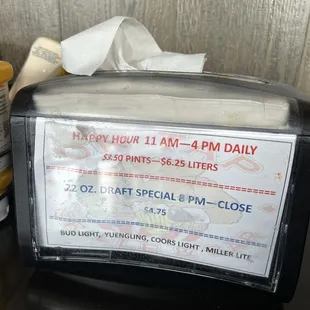 HAPPY HOUR 11 AM—4 PM DAILY
$3.50 PINTS—$6.25 LITERS
22 OZ. DRAFT SPECIAL 8 PM— CLOSE
$4.75
BUD LIGHT, YUENGLING, COORS LIGHT , MILLER LITE